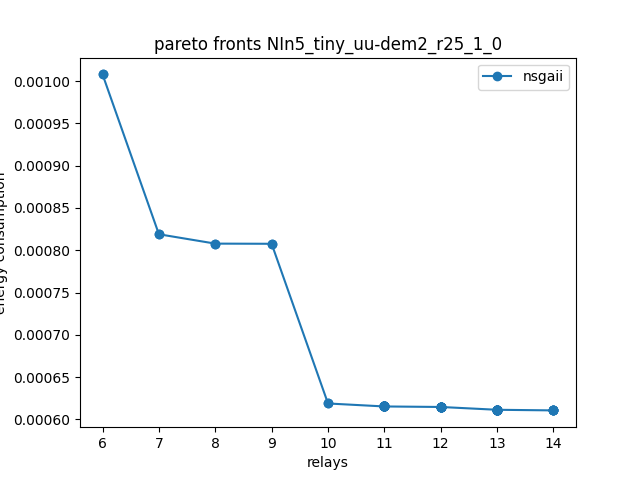 pareto fronts NIn5_tiny_uu-dem2_r25_1_0
nsgaii
0.00100
0.00095
0.00090
0.00085
0.00080
0.00075
0.00070
0.00065
0.00060
energy consumption
6 7 8 9 10 11 12 13 14
relays